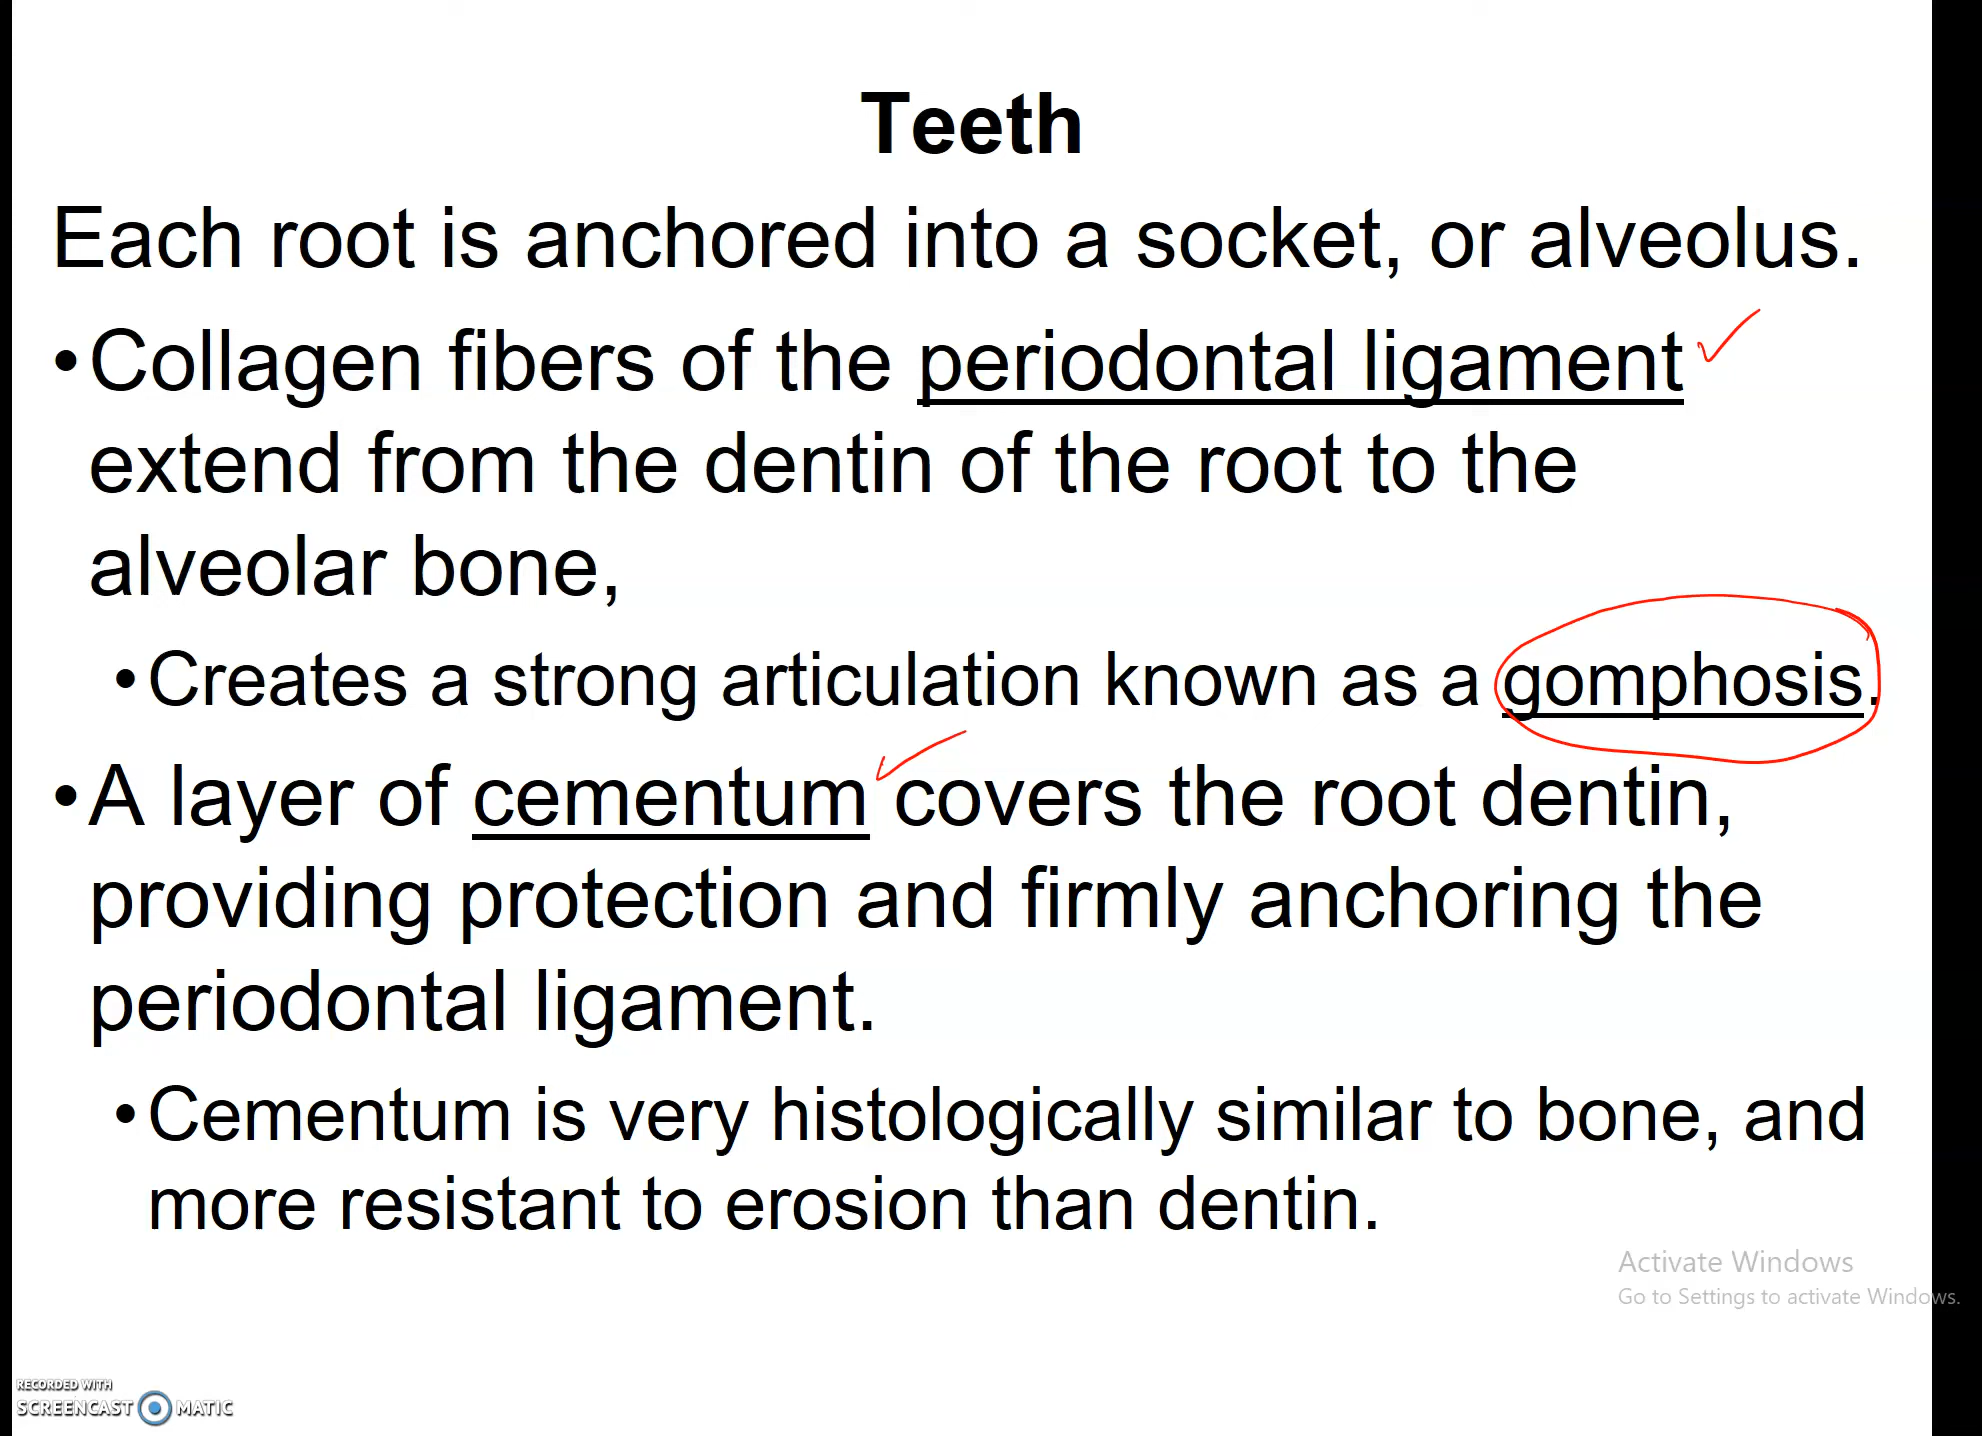 Teeth
Each root is anchored into a socket, or alveolus.
•Collagen fibers of the periodontal ligament
extend from the dentin of the root to the
alveolar bone,
•Creates a strong articulation known as a gomphosis.
•A layer of cementum covers the root dentin,
providing protection and firmly anchoring the
periodontal ligament.
•Cementum is very histologically similar to bone, and
more resistant to erosion than dentin.
Activate Windows
Go to Settings to activate Windows.
RECORDED WITH
SCREENCAST MATIC